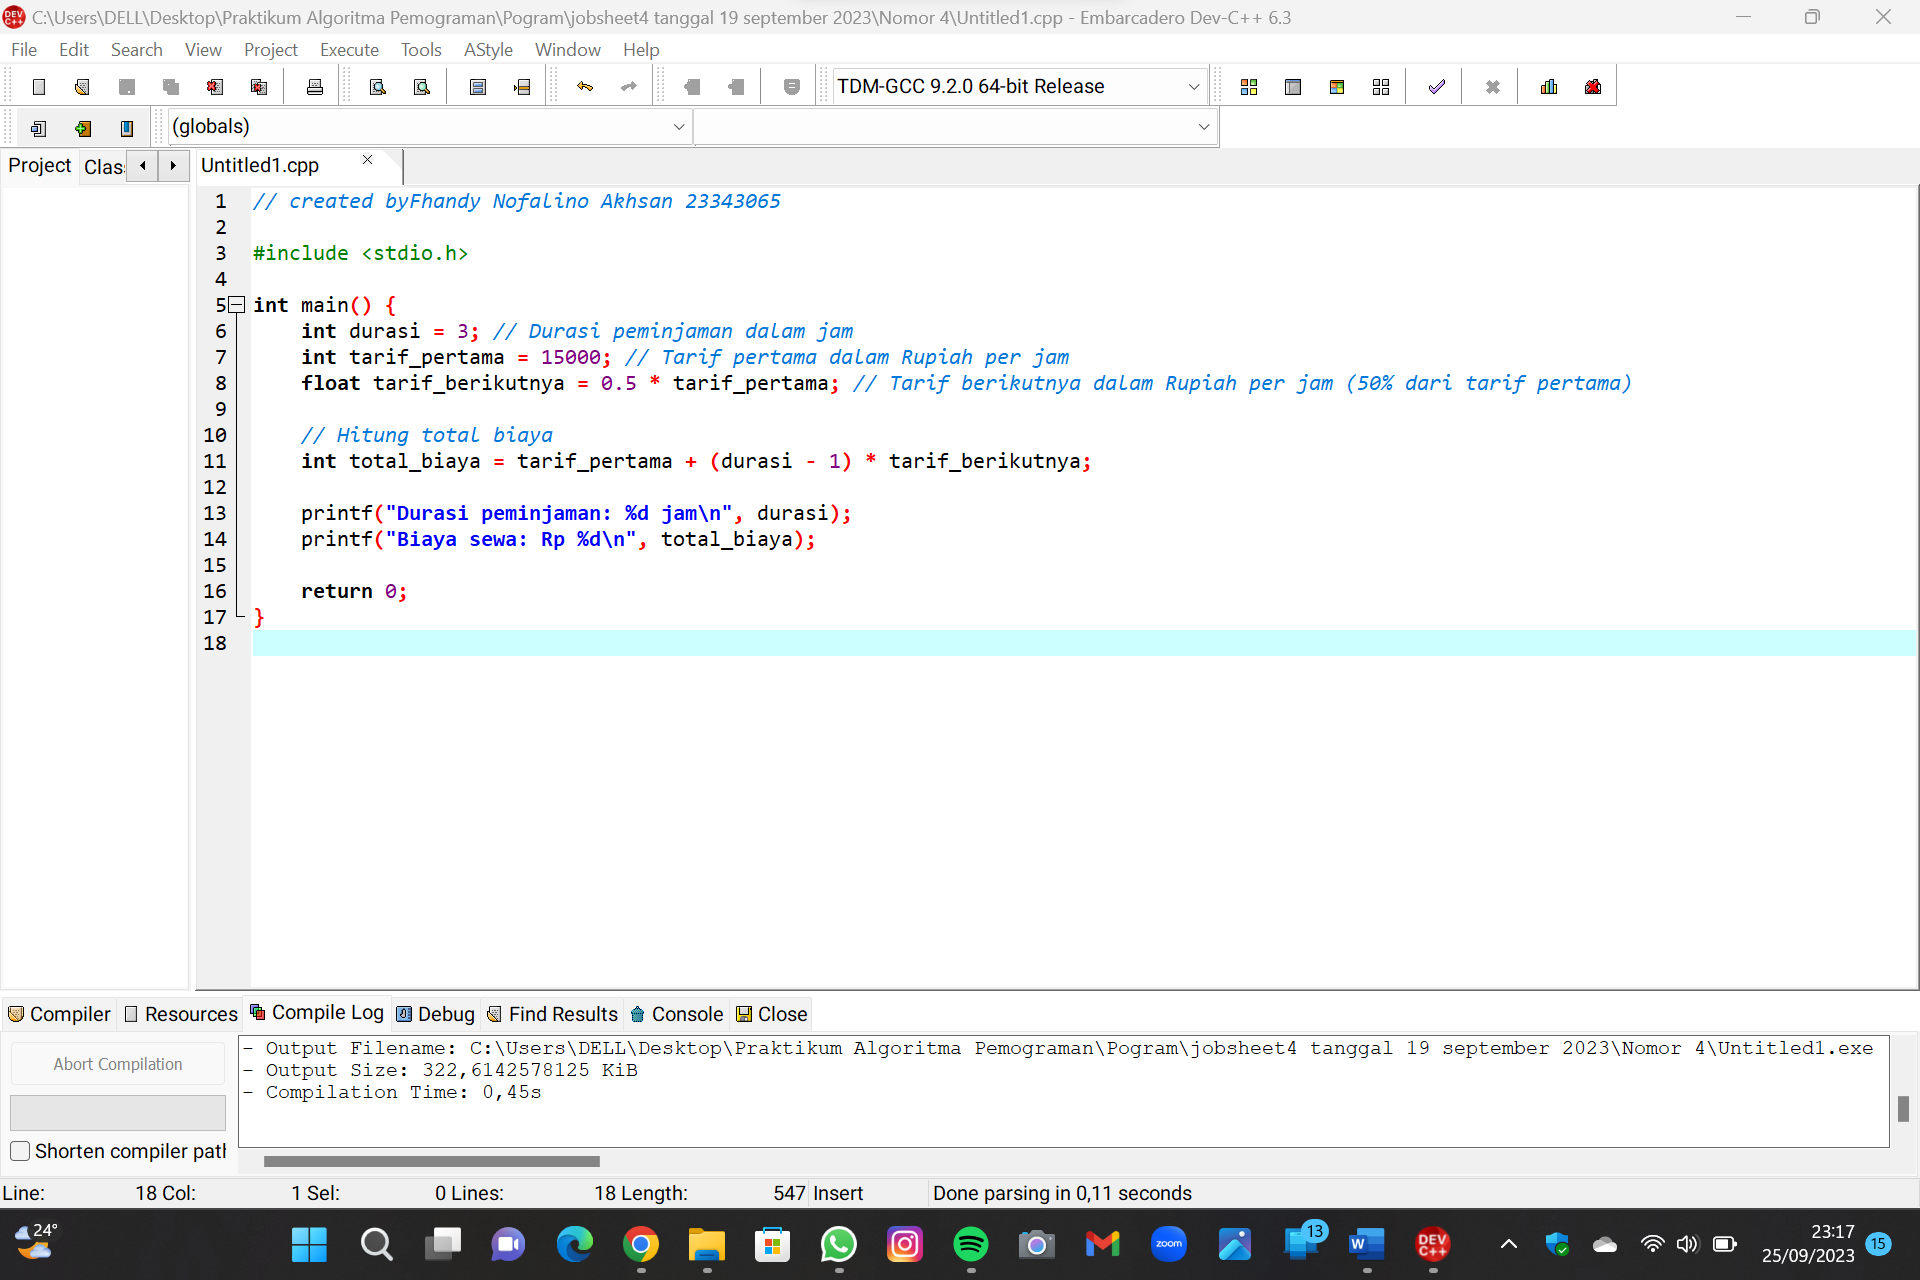 C:\Users\DELL\Desktop\Praktikum Algoritma Pemograman\Pogram\jobsheet4 tanggal 19 september 2023\Nomor 4\Untitled1.cpp - Embarcadero Dev-C++ 6.3
File Edit Search View Project Execute Tools AStyle Window Help
TDM-GCC 9.2.0 64-bit Release
(globals)
Project Clas
Untitled1.cpp
1 // created byFhandy Nofalino Akhsan 23343065
2
3 #include <stdio.h>
4
5 int main() {
6 int durasi = 3; // Durasi peminjaman dalam jam
7 int tarif_pertama = 15000; // Tarif pertama dalam Rupiah per jam
8 float tarif_berikutnya = 0.5 * tarif_pertama; // Tarif berikutnya dalam Rupiah per jam (50% dari tarif pertama)
9
10 // Hitung total biaya
11 int total_biaya = tarif_pertama + (durasi - 1) * tarif_berikutnya;
12
13 printf("Durasi peminjaman: %d jam\n", durasi);
14 printf("Biaya sewa: Rp %d\n", total_biaya);
15
16 return 0;
17 }
18
Compiler Resources Compile Log Debug Find Results Console Close
Abort Compilation
Shorten compiler path
- Output Filename: C:\Users\DELL\Desktop\Praktikum Algoritma Pemograman\Pogram\jobsheet4 tanggal 19 september 2023\Nomor 4\Untitled1.exe
- Output Size: 322,6142578125 KiB
- Compilation Time: 0,45s
Line: 18 Col: 1 Sel: 0 Lines: 18 Length: 547 Insert Done parsing in 0,11 seconds
24°
zoom
13
W
DEV C++
23:17
25/09/2023
15